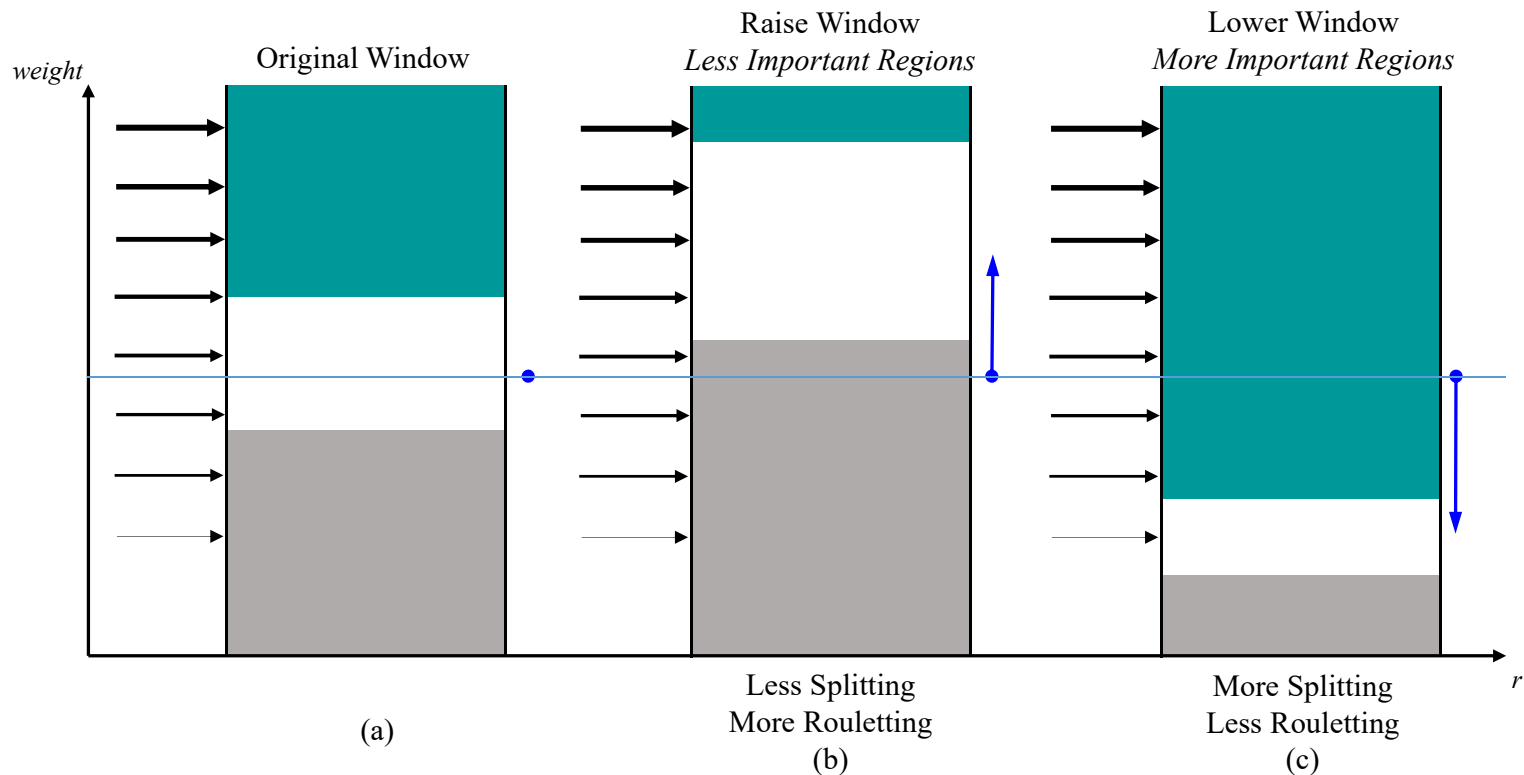 weight
Original Window
Raise Window
Less Important Regions
Lower Window
More Important Regions
r
(a)
Less Splitting
More Rouletting
(b)
More Splitting
Less Rouletting
(c)